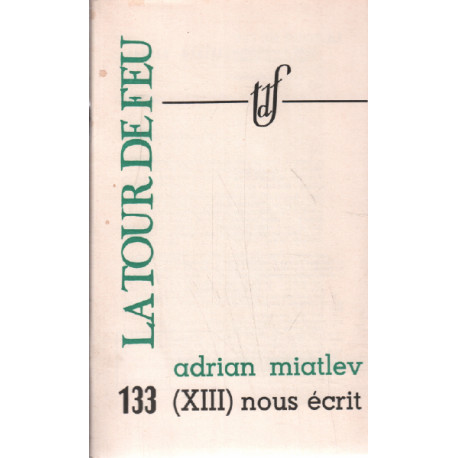 LA TOUR DE FEU
tdf
adrian miatlev
133 (XIII) nous écrit